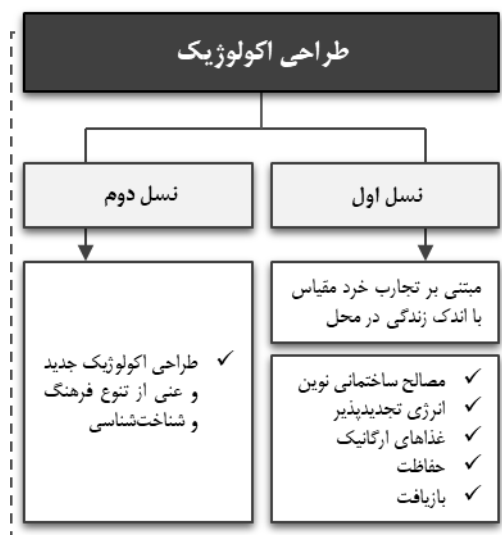 طراحی اکولوژیک
نسل اول
نسل دوم
مبتنی بر تجارب خرد مقیاس
با اندک زندگی در محل
✓ مصالح ساختمانی نوین
✓ انرژی تجدیدپذیر
✓ غذاهای ارگانیک
✓ حفاظت
✓ بازیافت
✓ طراحی اکولوژیک جدید
و عنی از تنوع فرهنگ
و شناخت‌شناسی